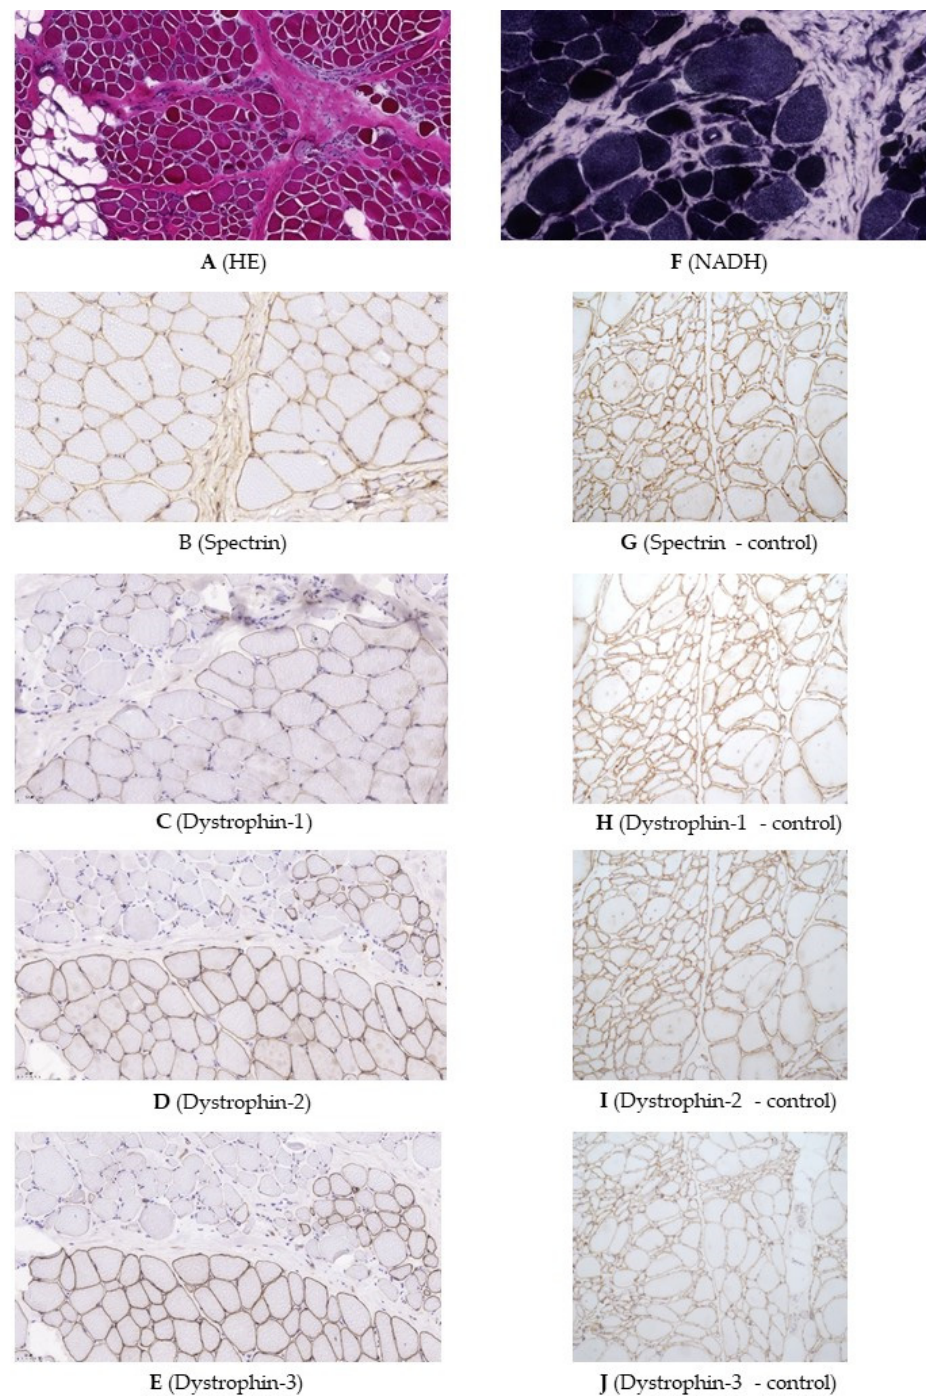 A (HE)
F (NADH)
B (Spectrin)
G (Spectrin - control)
C (Dystrophin-1)
H (Dystrophin-1 - control)
D (Dystrophin-2)
I (Dystrophin-2 - control)
E (Dystrophin-3)
J (Dystrophin-3 - control)